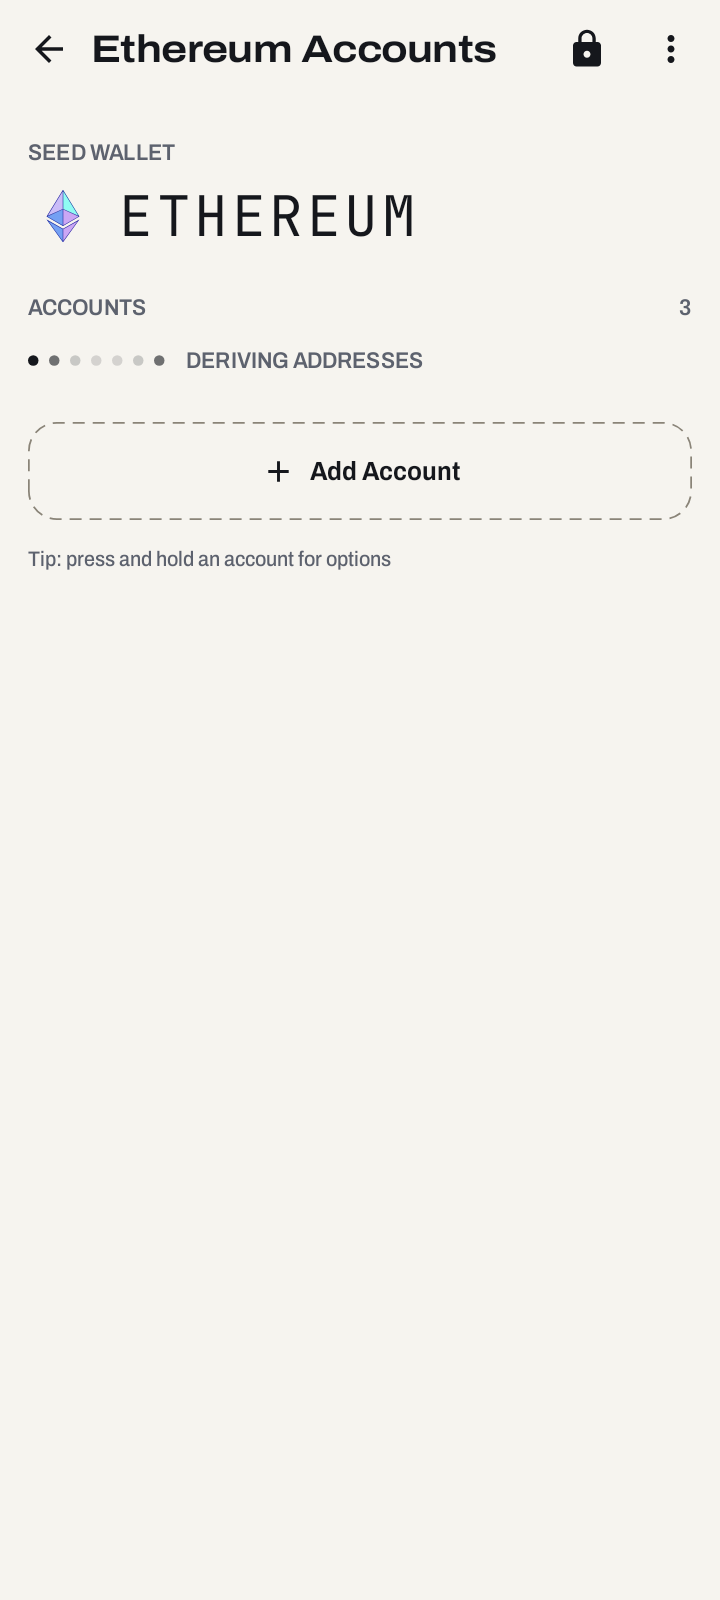 Ethereum Accounts
SEED WALLET
ETHEREUM
ACCOUNTS 3
DERIVING ADDRESSES
Add Account
Tip: press and hold an account for options